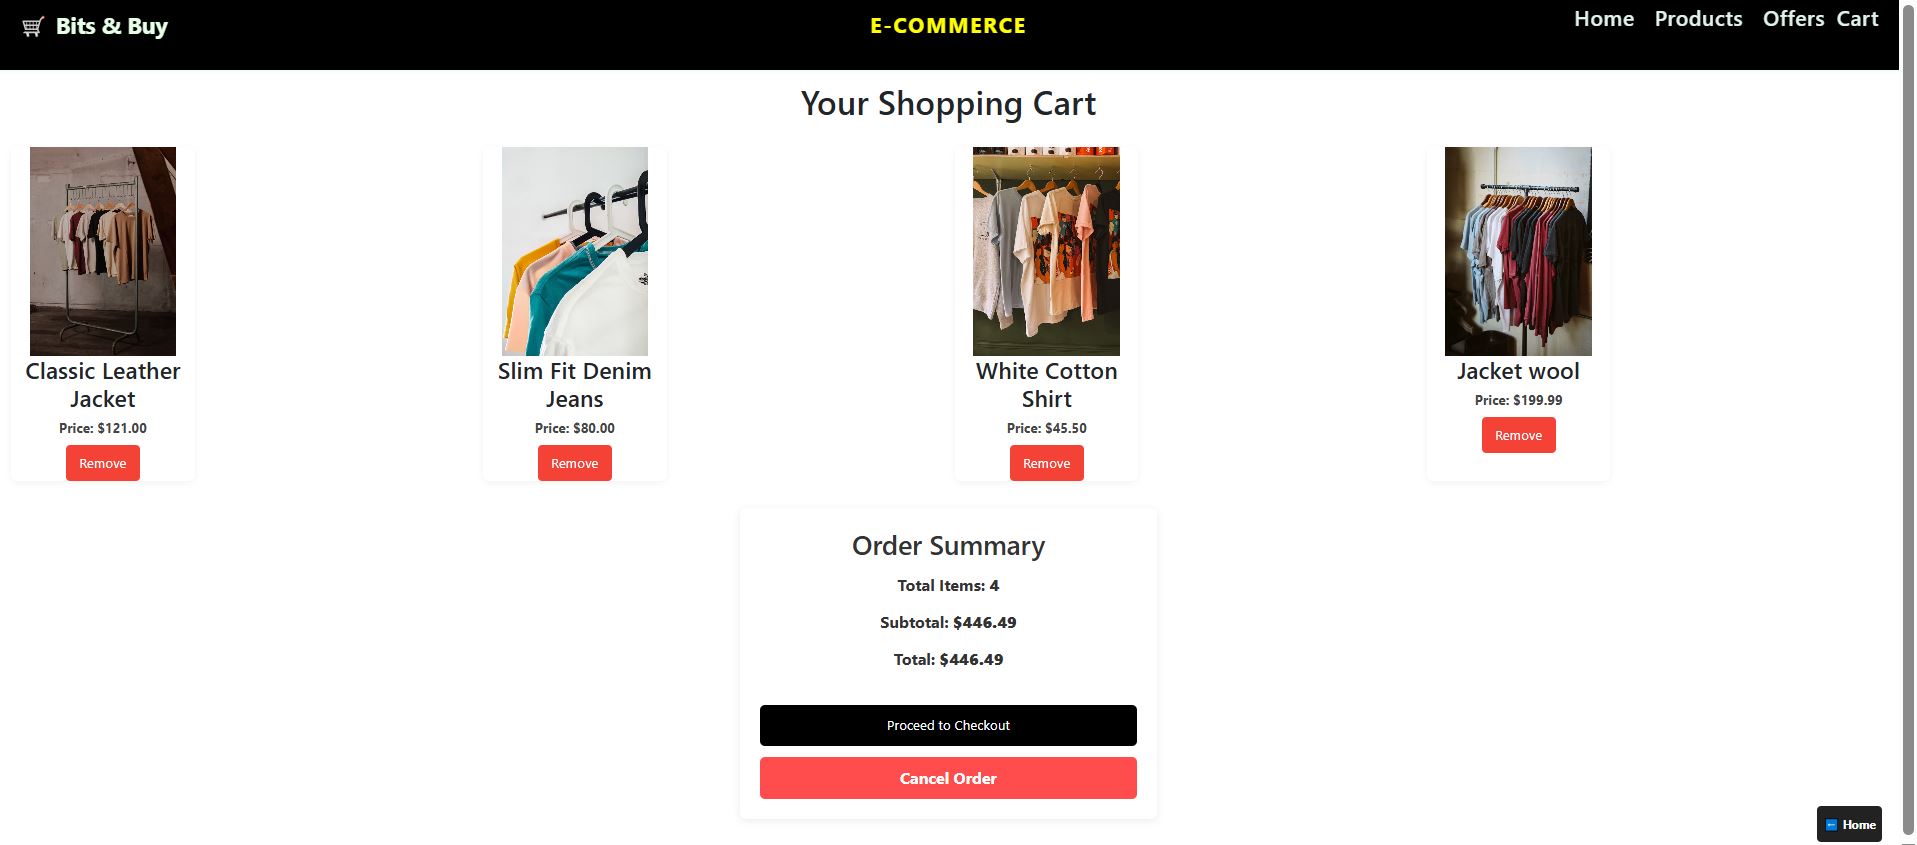 Bits & Buy
E-COMMERCE
Home Products Offers Cart
Your Shopping Cart
Classic Leather
Jacket
Price: $121.00
Remove
Slim Fit Denim
Jeans
Price: $80.00
Remove
White Cotton
Shirt
Price: $45.50
Remove
Jacket wool
Price: $199.99
Remove
Order Summary
Total Items: 4
Subtotal: $446.49
Total: $446.49
Proceed to Checkout
Cancel Order
Home